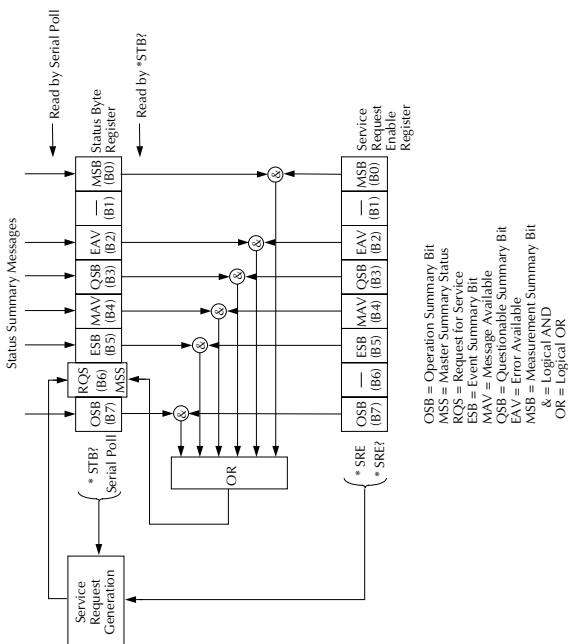 Status Summary Messages
Read by Serial Poll
Service
Request
Generation
* STB?
Serial Poll
OSB
(B7)
RQS
(B6)
MSS
ESB
(B5)
MAV
(B4)
QSB
(B3)
EAV
(B2)
—
(B1)
MSB
(B0)
Status Byte
Register
Read by *STB?
OR
&
&
&
&
&
&
* SRE
* SRE?
OSB
(B7)
—
(B6)
ESB
(B5)
MAV
(B4)
QSB
(B3)
EAV
(B2)
—
(B1)
MSB
(B0)
Service
Request
Enable
Register
OSB = Operation Summary Bit
MSS = Master Summary Status
RQS = Request for Service
ESB = Event Summary Bit
MAV = Message Available
QSB = Questionable Summary Bit
EAV = Error Available
MSB = Measurement Summary Bit
& = Logical AND
OR = Logical OR